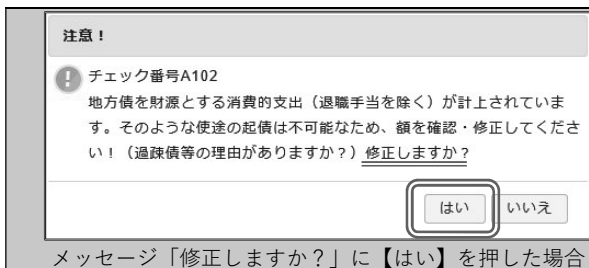 注意！
チェック番号A102
地方債を財源とする消費的支出（退職手当を除く）が計上されていま
す。そのような使途の起債は不可能なため、額を確認・修正してくださ
い！（過疎債等の理由がありますか？）修正しますか？
はい
いいえ
メッセージ「修正しますか？」に【はい】を押した場合